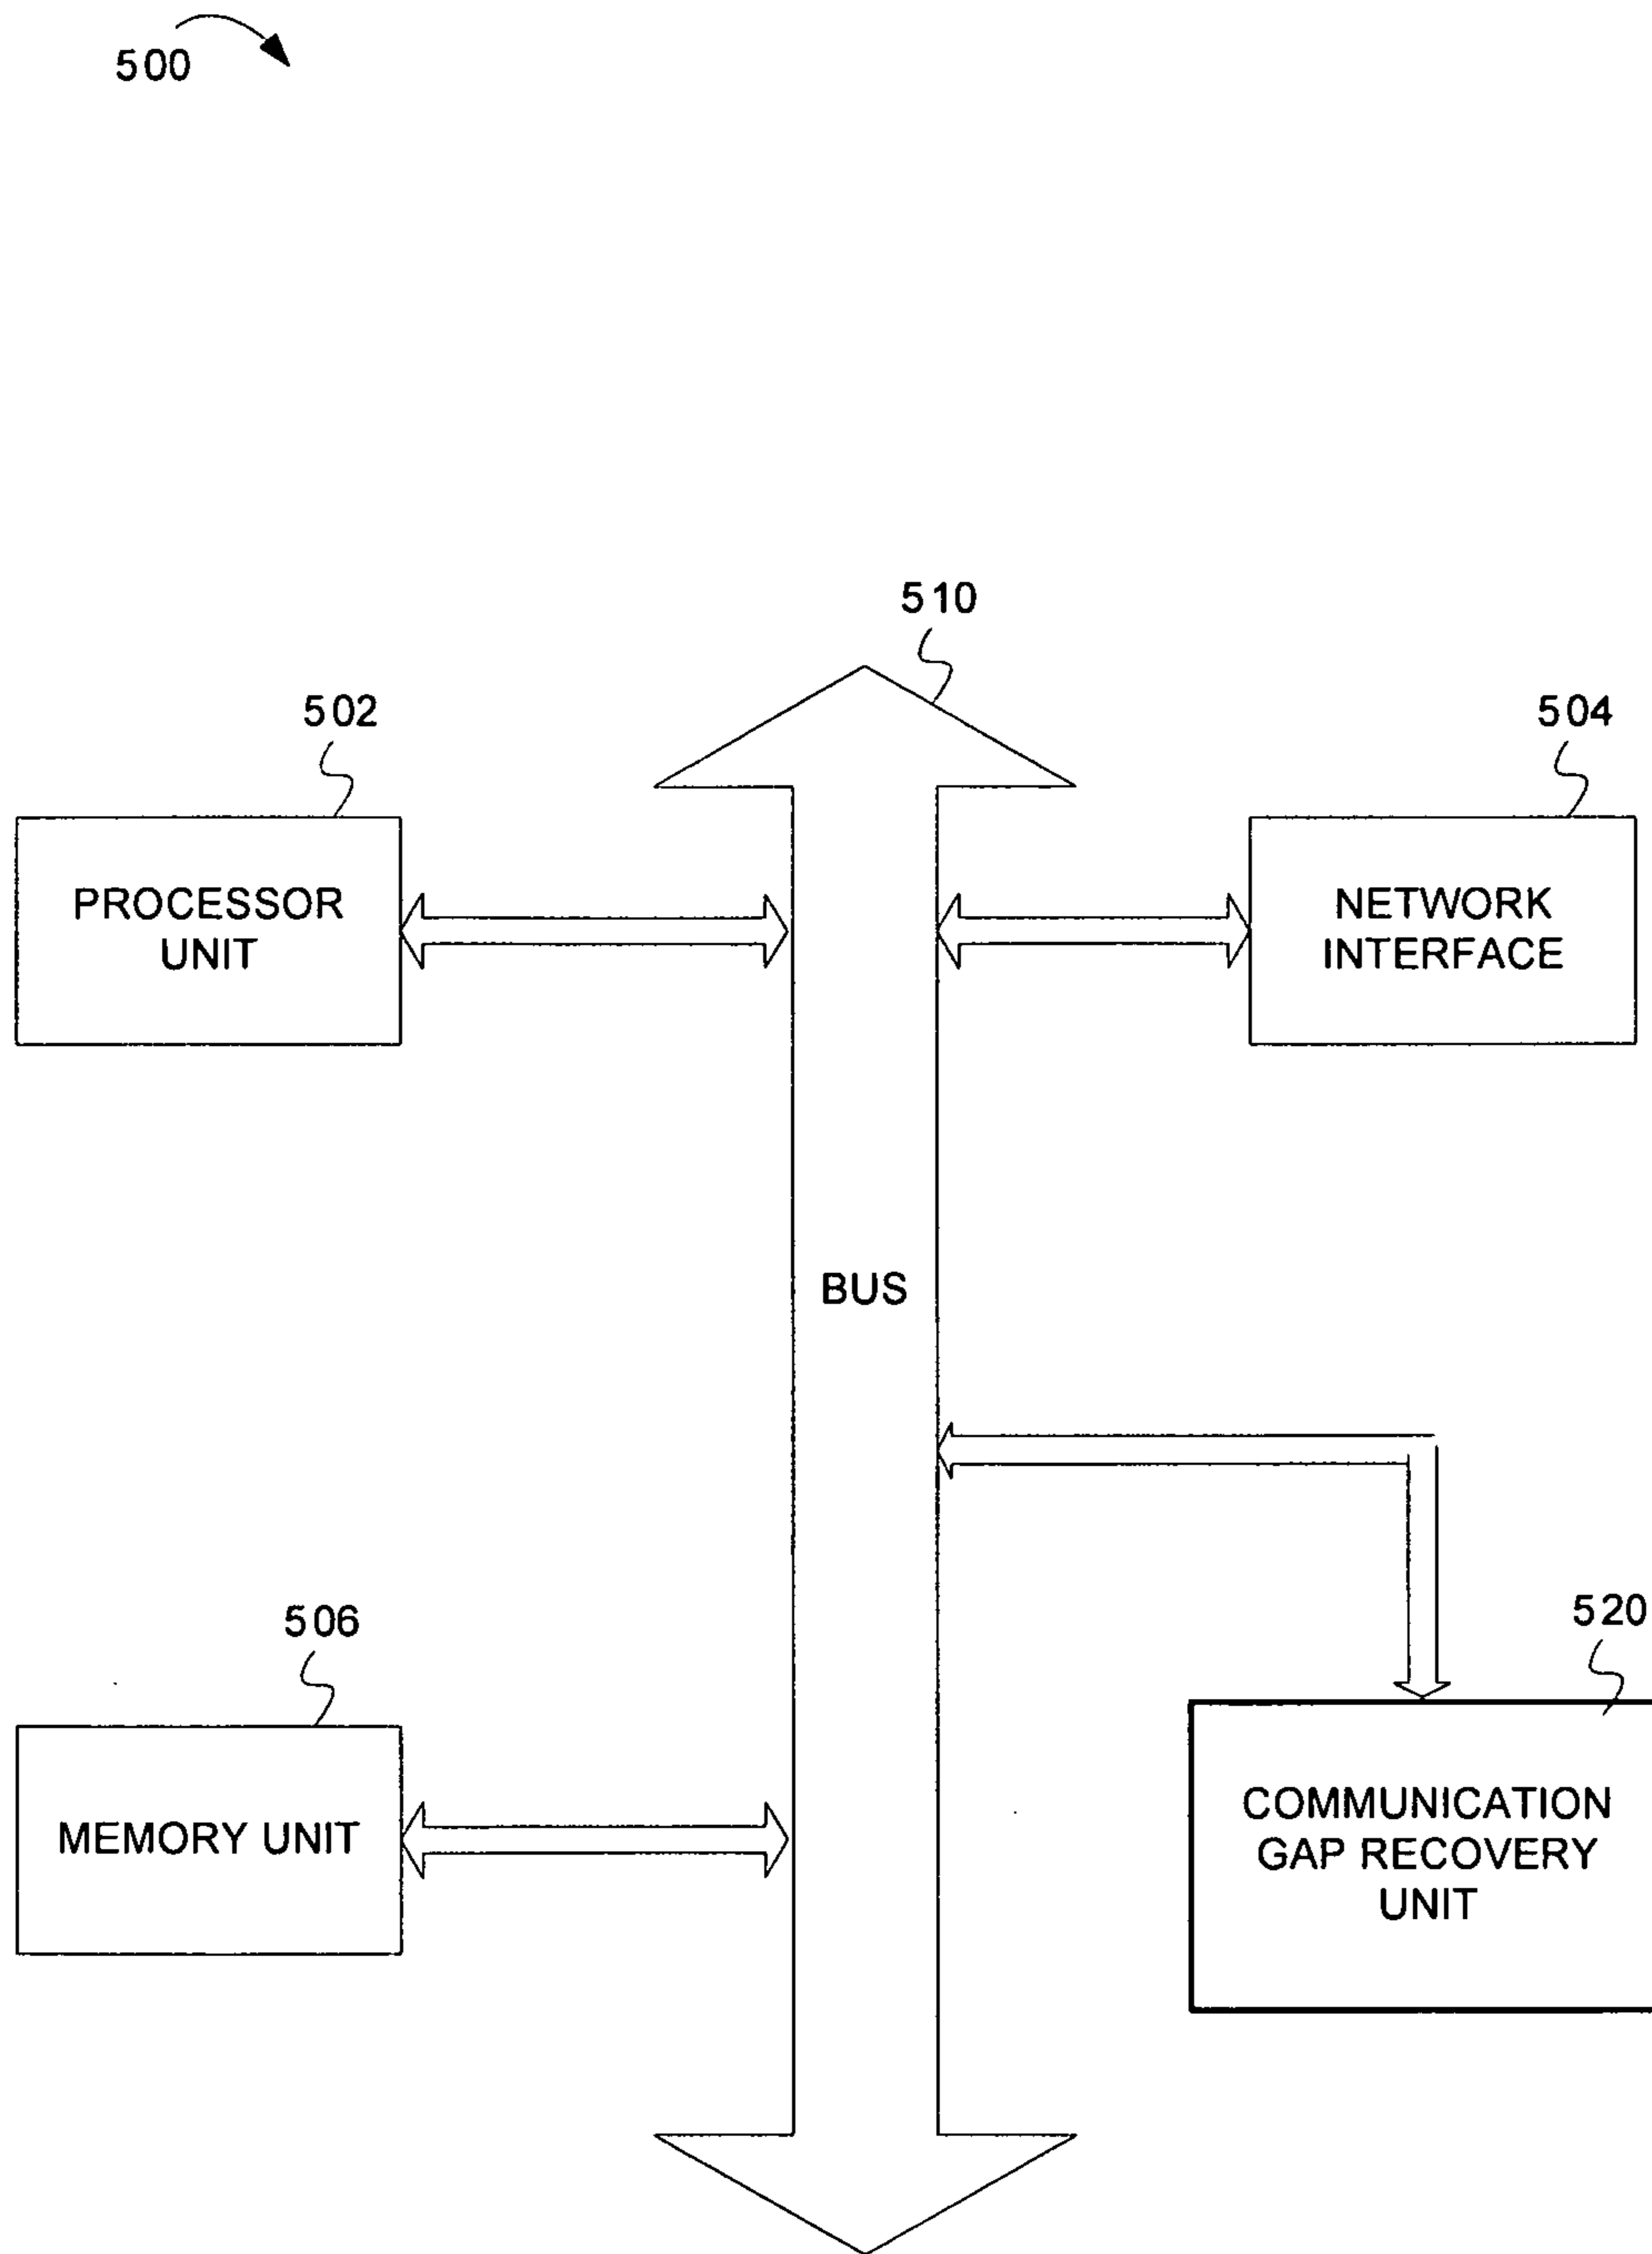 500
510
502
504
PROCESSOR
UNIT
NETWORK
INTERFACE
BUS
506
520
MEMORY UNIT
COMMUNICATION
GAP RECOVERY
UNIT